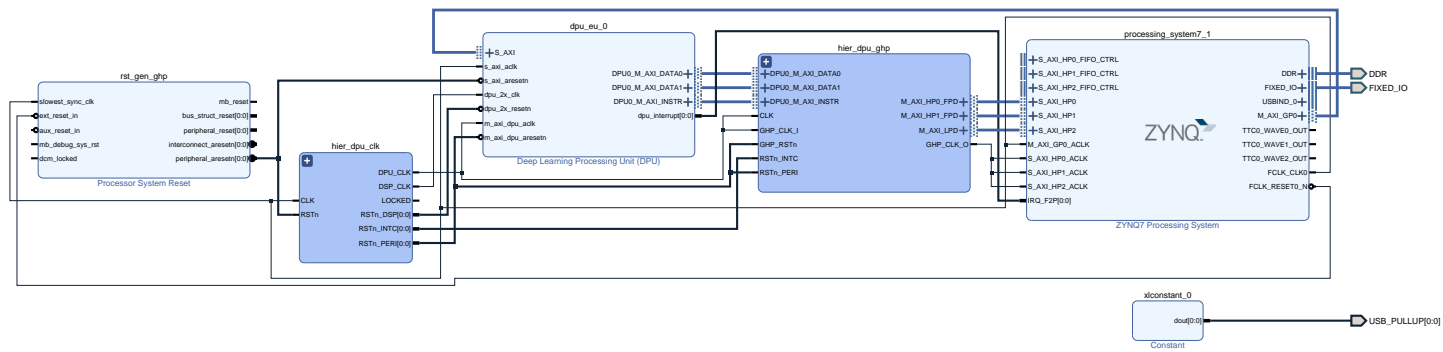 rst_gen_ghp
slowest_sync_clk
ext_reset_in
aux_reset_in
mb_debug_sys_rst
dcm_locked
mb_reset
bus_struct_reset[0:0]
peripheral_reset[0:0]
interconnect_aresetn[0:0]
peripheral_aresetn[0:0]
Processor System Reset
hier_dpu_clk
CLK
RSTn
DPU_CLK
DSP_CLK
LOCKED
RSTn_DSP[0:0]
RSTn_INTC[0:0]
RSTn_PERI[0:0]
dpu_eu_0
S_AXI
s_axi_aclk
s_axi_aresetn
dpu_2x_clk
dpu_2x_resetn
m_axi_dpu_aclk
m_axi_dpu_aresetn
DPU0_M_AXI_DATA0
DPU0_M_AXI_DATA1
DPU0_M_AXI_INSTR
dpu_interrupt[0:0]
Deep Learning Processing Unit (DPU)
hier_dpu_ghp
DPU0_M_AXI_DATA0
DPU0_M_AXI_DATA1
DPU0_M_AXI_INSTR
CLK
GHP_CLK_I
GHP_RSTn
RSTn_INTC
RSTn_PERI
M_AXI_HP0_FPD
M_AXI_HP1_FPD
M_AXI_LPD
GHP_CLK_O
processing_system7_1
S_AXI_HP0_FIFO_CTRL
S_AXI_HP1_FIFO_CTRL
S_AXI_HP2_FIFO_CTRL
S_AXI_HP0
S_AXI_HP1
S_AXI_HP2
M_AXI_GP0_ACLK
S_AXI_HP0_ACLK
S_AXI_HP1_ACLK
S_AXI_HP2_ACLK
IRQ_F2P[0:0]
ZYNQ
DDR
FIXED_IO
USBIND_0
M_AXI_GP0
TTC0_WAVE0_OUT
TTC0_WAVE1_OUT
TTC0_WAVE2_OUT
FCLK_CLK0
FCLK_RESET0_N
ZYNQ7 Processing System
DDR
FIXED_IO
xlconstant_0
dout[0:0]
Constant
USB_PULLUP[0:0]